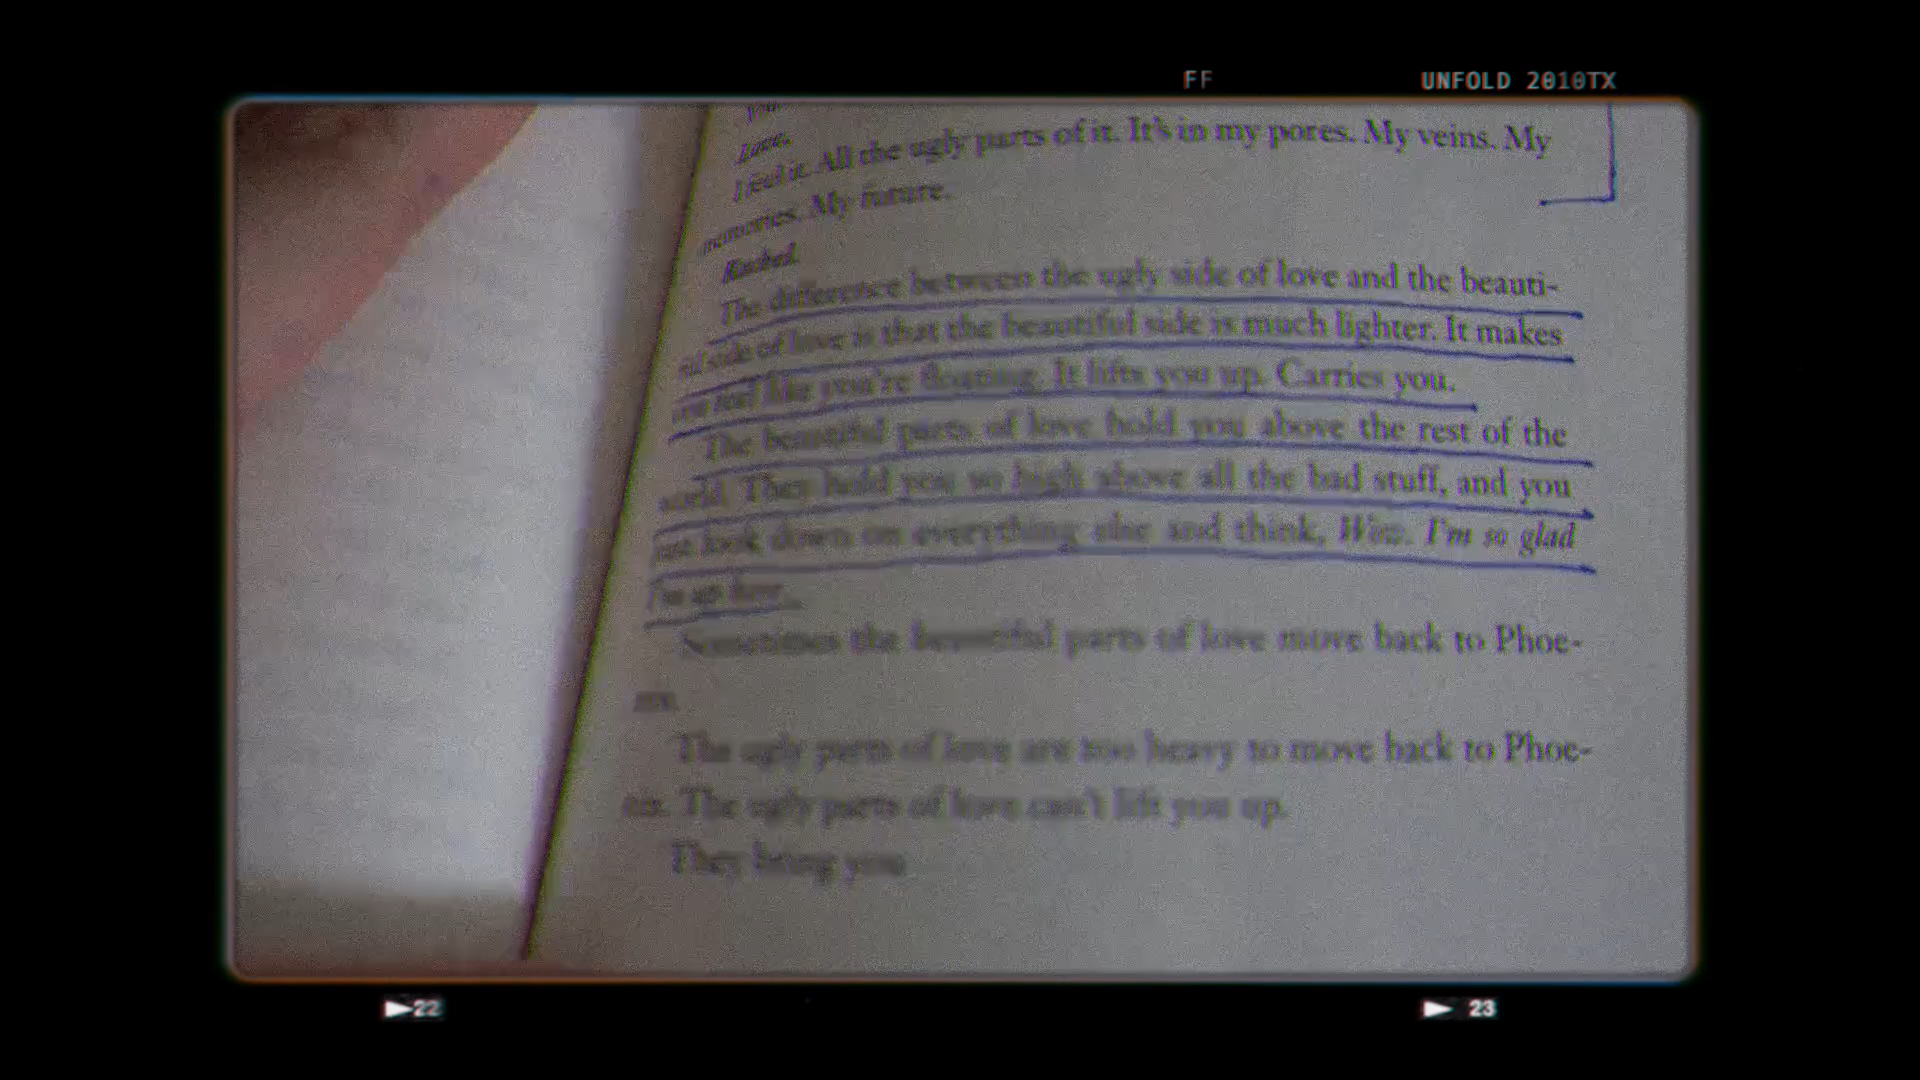 FF UNFOLD 2010TX
you
Love.
I feel it. All the ugly parts of it. It's in my pores. My veins. My
memories. My future.
Rachel.
The difference between the ugly side of love and the beauti-
ful side of love is that the beautiful side is much lighter. It makes
you feel like you're floating. It lifts you up. Carries you.
The beautiful parts of love hold you above the rest of the
world. They hold you so high above all the bad stuff, and you
just look down on everything else and think, Wow. I'm so glad
I'm up here.
Sometimes the beautiful parts of love move back to Phoe-
nix.
The ugly parts of love are too heavy to move back to Phoe-
nix. The ugly parts of love can't lift you up.
They bring you
22 23